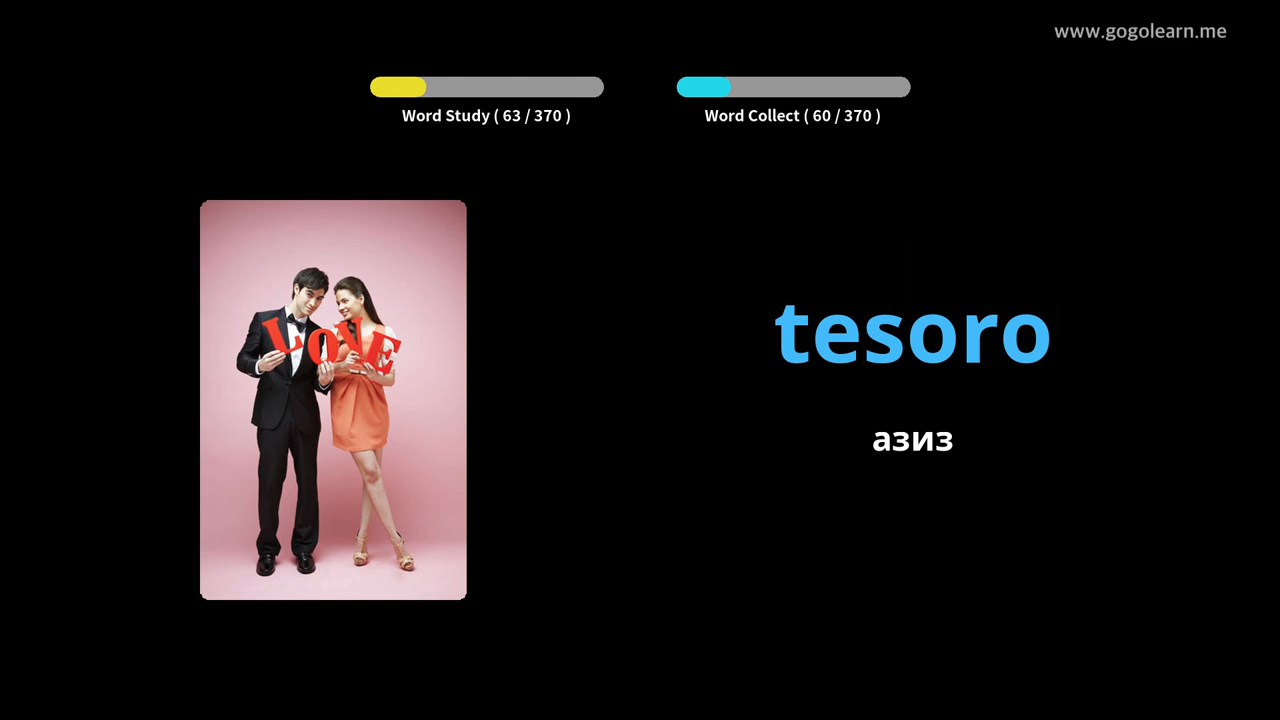 www.gogolearn.me
Word Study ( 63 / 370 )
Word Collect ( 60 / 370 )
LOVE
tesoro
азиз